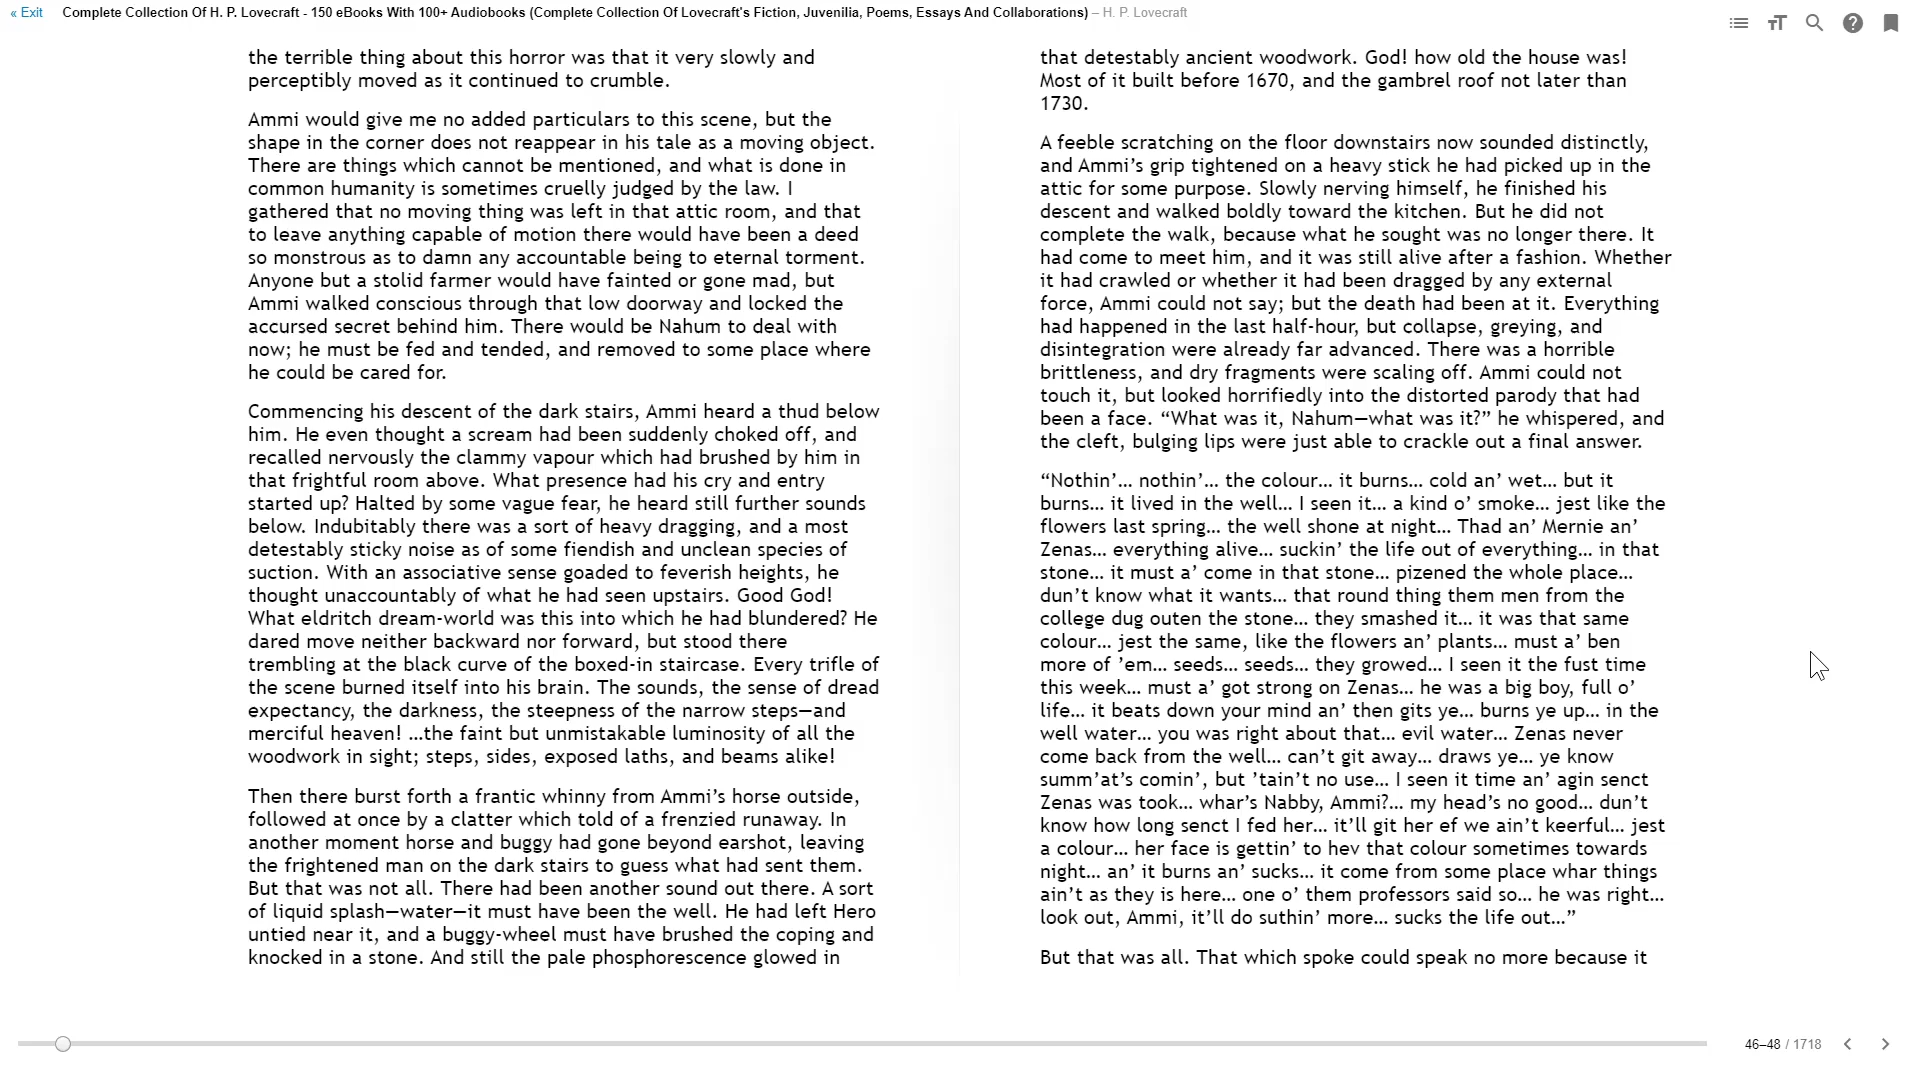 « Exit Complete Collection Of H. P. Lovecraft - 150 eBooks With 100+ Audiobooks (Complete Collection Of Lovecraft's Fiction, Juvenilia, Poems, Essays And Collaborations) – H. P. Lovecraft
the terrible thing about this horror was that it very slowly and
perceptibly moved as it continued to crumble.
Ammi would give me no added particulars to this scene, but the
shape in the corner does not reappear in his tale as a moving object.
There are things which cannot be mentioned, and what is done in
common humanity is sometimes cruelly judged by the law. I
gathered that no moving thing was left in that attic room, and that
to leave anything capable of motion there would have been a deed
so monstrous as to damn any accountable being to eternal torment.
Anyone but a stolid farmer would have fainted or gone mad, but
Ammi walked conscious through that low doorway and locked the
accursed secret behind him. There would be Nahum to deal with
now; he must be fed and tended, and removed to some place where
he could be cared for.
Commencing his descent of the dark stairs, Ammi heard a thud below
him. He even thought a scream had been suddenly choked off, and
recalled nervously the clammy vapour which had brushed by him in
that frightful room above. What presence had his cry and entry
started up? Halted by some vague fear, he heard still further sounds
below. Indubitably there was a sort of heavy dragging, and a most
detestably sticky noise as of some fiendish and unclean species of
suction. With an associative sense goaded to feverish heights, he
thought unaccountably of what he had seen upstairs. Good God!
What eldritch dream-world was this into which he had blundered? He
dared move neither backward nor forward, but stood there
trembling at the black curve of the boxed-in staircase. Every trifle of
the scene burned itself into his brain. The sounds, the sense of dread
expectancy, the darkness, the steepness of the narrow steps—and
merciful heaven! …the faint but unmistakable luminosity of all the
woodwork in sight; steps, sides, exposed laths, and beams alike!
Then there burst forth a frantic whinny from Ammi’s horse outside,
followed at once by a clatter which told of a frenzied runaway. In
another moment horse and buggy had gone beyond earshot, leaving
the frightened man on the dark stairs to guess what had sent them.
But that was not all. There had been another sound out there. A sort
of liquid splash—water—it must have been the well. He had left Hero
untied near it, and a buggy-wheel must have brushed the coping and
knocked in a stone. And still the pale phosphorescence glowed in
that detestably ancient woodwork. God! how old the house was!
Most of it built before 1670, and the gambrel roof not later than
1730.
A feeble scratching on the floor downstairs now sounded distinctly,
and Ammi’s grip tightened on a heavy stick he had picked up in the
attic for some purpose. Slowly nerving himself, he finished his
descent and walked boldly toward the kitchen. But he did not
complete the walk, because what he sought was no longer there. It
had come to meet him, and it was still alive after a fashion. Whether
it had crawled or whether it had been dragged by any external
force, Ammi could not say; but the death had been at it. Everything
had happened in the last half-hour, but collapse, greying, and
disintegration were already far advanced. There was a horrible
brittleness, and dry fragments were scaling off. Ammi could not
touch it, but looked horrifiedly into the distorted parody that had
been a face. “What was it, Nahum—what was it?” he whispered, and
the cleft, bulging lips were just able to crackle out a final answer.
“Nothin’… nothin’… the colour… it burns… cold an’ wet… but it
burns… it lived in the well… I seen it… a kind o’ smoke… jest like the
flowers last spring… the well shone at night… Thad an’ Mernie an’
Zenas… everything alive… suckin’ the life out of everything… in that
stone… it must a’ come in that stone… pizened the whole place…
dun’t know what it wants… that round thing them men from the
college dug outen the stone… they smashed it… it was that same
colour… jest the same, like the flowers an’ plants… must a’ ben
more of ’em… seeds… seeds… they growed… I seen it the fust time
this week… must a’ got strong on Zenas… he was a big boy, full o’
life… it beats down your mind an’ then gits ye… burns ye up… in the
well water… you was right about that… evil water… Zenas never
come back from the well… can’t git away… draws ye… ye know
summ’at’s comin’, but ’tain’t no use… I seen it time an’ agin senct
Zenas was took… whar’s Nabby, Ammi?… my head’s no good… dun’t
know how long senct I fed her… it’ll git her ef we ain’t keerful… jest
a colour… her face is gettin’ to hev that colour sometimes towards
night… an’ it burns an’ sucks… it come from some place whar things
ain’t as they is here… one o’ them professors said so… he was right…
look out, Ammi, it’ll do suthin’ more… sucks the life out…”
But that was all. That which spoke could speak no more because it
46–48 / 1718